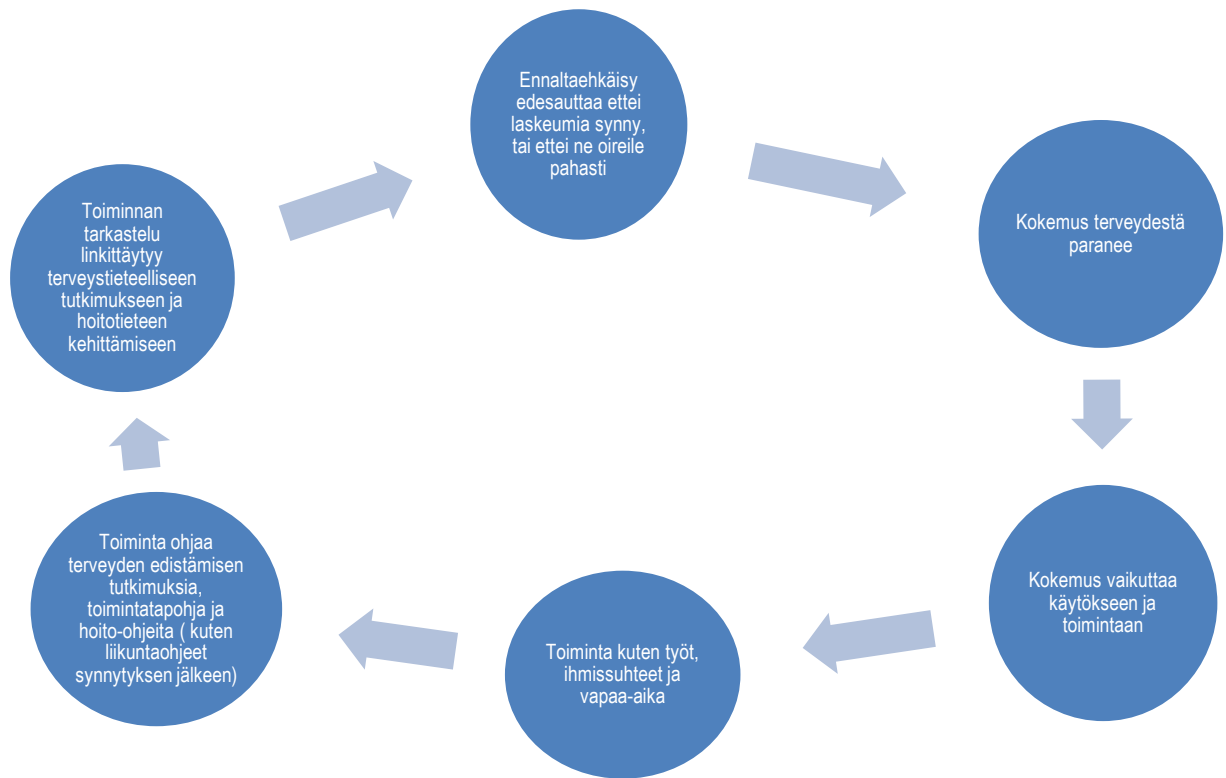 Ennaltaehkäisy
edesauttaa ettei
laskeumia synny,
tai ettei ne oireile
pahasti
Kokemus terveydestä
paranee
Kokemus vaikuttaa
käytökseen ja
toimintaan
Toiminta kuten työt,
ihmissuhteet ja
vapaa-aika
Toiminta ohjaa
terveyden edistämisen
tutkimuksia,
toimintatapohja ja
hoito-ohjeita ( kuten
liikuntaohjeet
synnytyksen jälkeen)
Toiminnan
tarkastelu
linkittäytyy
terveystieteelliseen
tutkimukseen ja
hoitotieteen
kehittämiseen